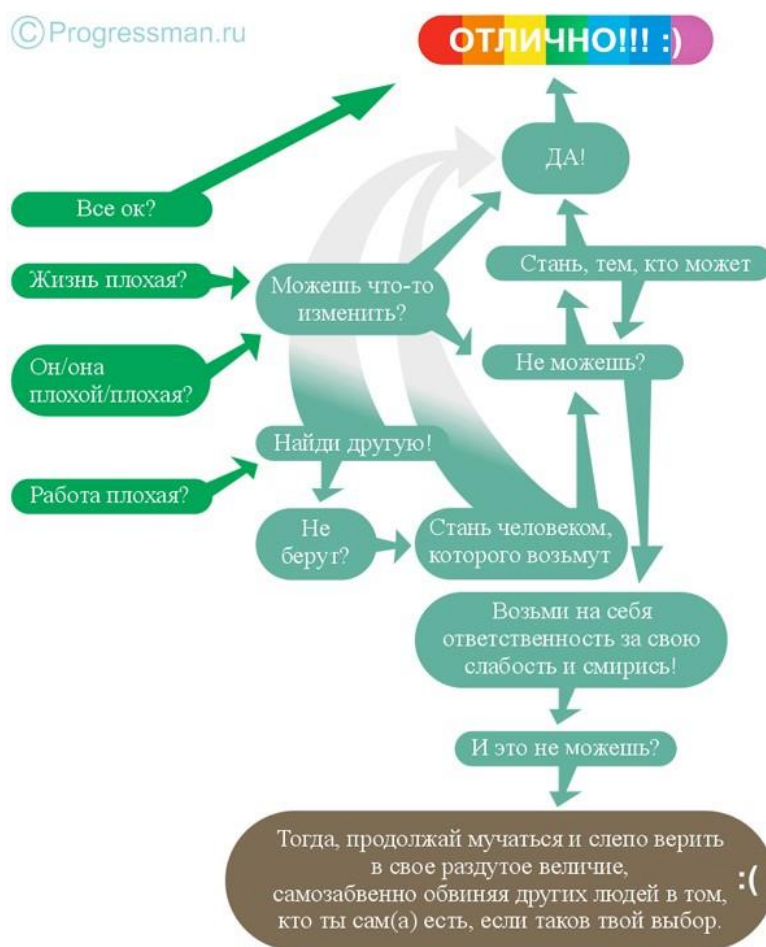 ©Progressman.ru
ОТЛИЧНО!!! :)
ДА!
Все ок?
Стань, тем, кто может
Жизнь плохая?
Можешь что-то
изменить?
Не можешь?
Он/она
плохой/плохая?
Найди другую!
Работа плохая?
Не
берут?
Стань человеком,
которого возьмут
Возьми на себя
ответственность за свою
слабость и смирись!
И это не можешь?
Тогда, продолжай мучаться и слепо верить
в свое раздутое величие,
самозабвенно обвиняя других людей в том,
кто ты сам(а) есть, если таков твой выбор.
:(